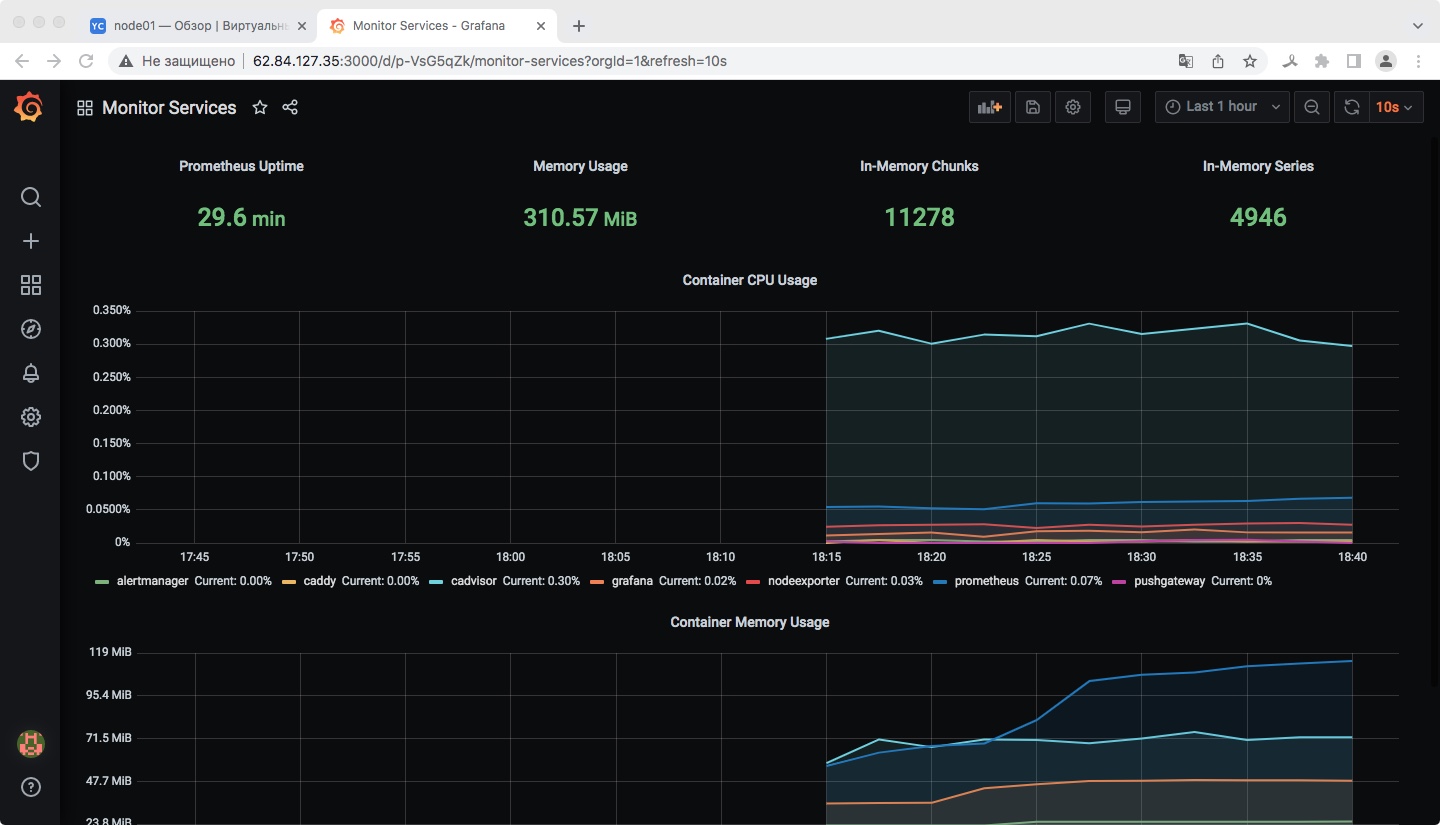 YC node01 — Обзор | Виртуальн
Monitor Services - Grafana
Не защищено 62.84.127.35:3000/d/p-VsG5qZk/monitor-services?orgId=1&refresh=10s
Monitor Services
Last 1 hour
10s
Prometheus Uptime Memory Usage In-Memory Chunks In-Memory Series
29.6 min 310.57 MiB 11278 4946
Container CPU Usage
0.350%
0.300%
0.250%
0.200%
0.150%
0.100%
0.0500%
0%
17:45 17:50 17:55 18:00 18:05 18:10 18:15 18:20 18:25 18:30 18:35 18:40
alertmanager Current: 0.00% caddy Current: 0.00% cadvisor Current: 0.30% grafana Current: 0.02% nodeexporter Current: 0.03% prometheus Current: 0.07% pushgateway Current: 0%
Container Memory Usage
119 MiB
95.4 MiB
71.5 MiB
47.7 MiB
23.8 MiB